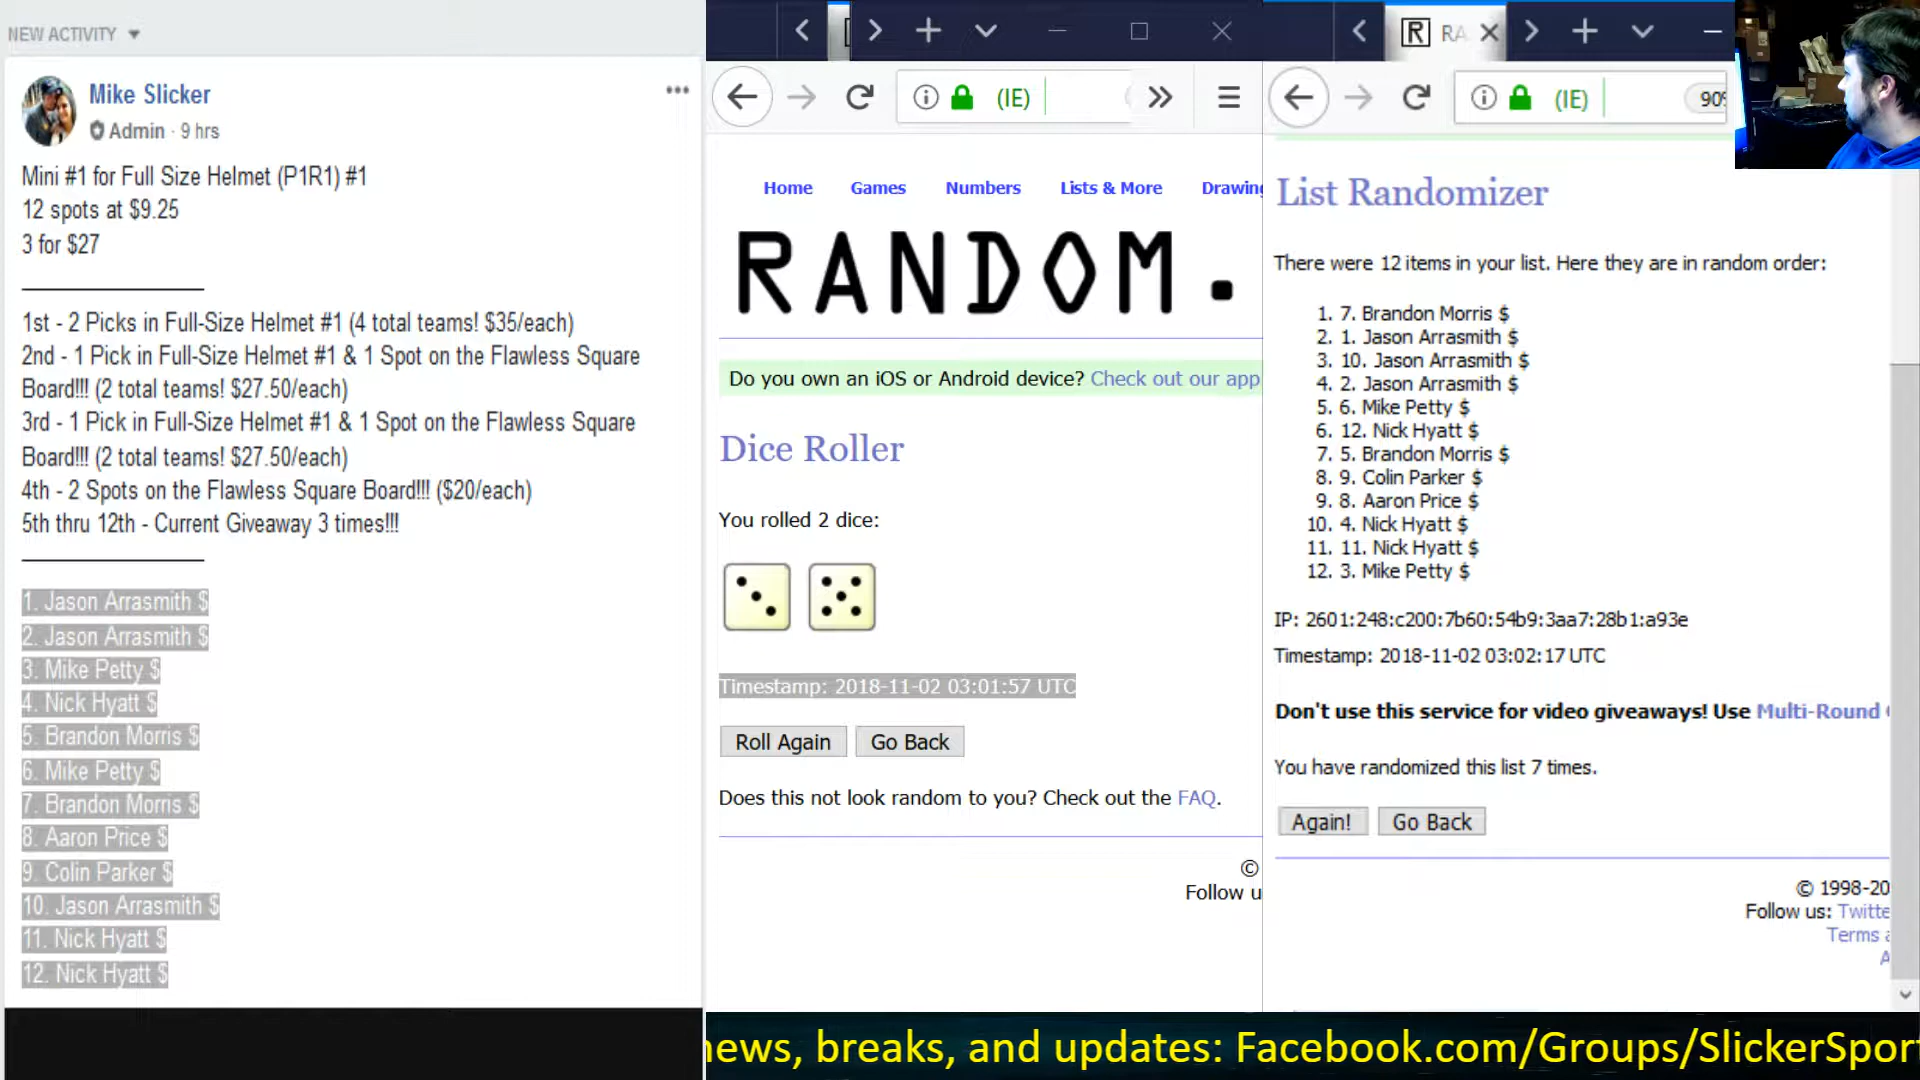 NEW ACTIVITY
Mike Slicker
Admin · 9 hrs
Mini #1 for Full Size Helmet (P1R1) #1
12 spots at $9.25
3 for $27
1st - 2 Picks in Full-Size Helmet #1 (4 total teams! $35/each)
2nd - 1 Pick in Full-Size Helmet #1 & 1 Spot on the Flawless Square
Board!!! (2 total teams! $27.50/each)
3rd - 1 Pick in Full-Size Helmet #1 & 1 Spot on the Flawless Square
Board!!! (2 total teams! $27.50/each)
4th - 2 Spots on the Flawless Square Board!!! ($20/each)
5th thru 12th - Current Giveaway 3 times!!!
1. Jason Arrasmith $
2. Jason Arrasmith $
3. Mike Petty $
4. Nick Hyatt $
5. Brandon Morris $
6. Mike Petty $
7. Brandon Morris $
8. Aaron Price $
9. Colin Parker $
10. Jason Arrasmith $
11. Nick Hyatt $
12. Nick Hyatt $
(IE)
Home Games Numbers Lists & More Drawing
RANDOM.
Do you own an iOS or Android device? Check out our app
Dice Roller
You rolled 2 dice:
Timestamp: 2018-11-02 03:01:57 UTC
Roll Again Go Back
Does this not look random to you? Check out the FAQ.
©
Follow u
R RA
(IE) 90%
List Randomizer
There were 12 items in your list. Here they are in random order:
1. 7. Brandon Morris $
2. 1. Jason Arrasmith $
3. 10. Jason Arrasmith $
4. 2. Jason Arrasmith $
5. 6. Mike Petty $
6. 12. Nick Hyatt $
7. 5. Brandon Morris $
8. 9. Colin Parker $
9. 8. Aaron Price $
10. 4. Nick Hyatt $
11. 11. Nick Hyatt $
12. 3. Mike Petty $
IP: 2601:248:c200:7b60:54b9:3aa7:28b1:a93e
Timestamp: 2018-11-02 03:02:17 UTC
Don't use this service for video giveaways! Use Multi-Round
You have randomized this list 7 times.
Again! Go Back
© 1998-20
Follow us: Twitte
Terms a
A
news, breaks, and updates: Facebook.com/Groups/SlickerSport